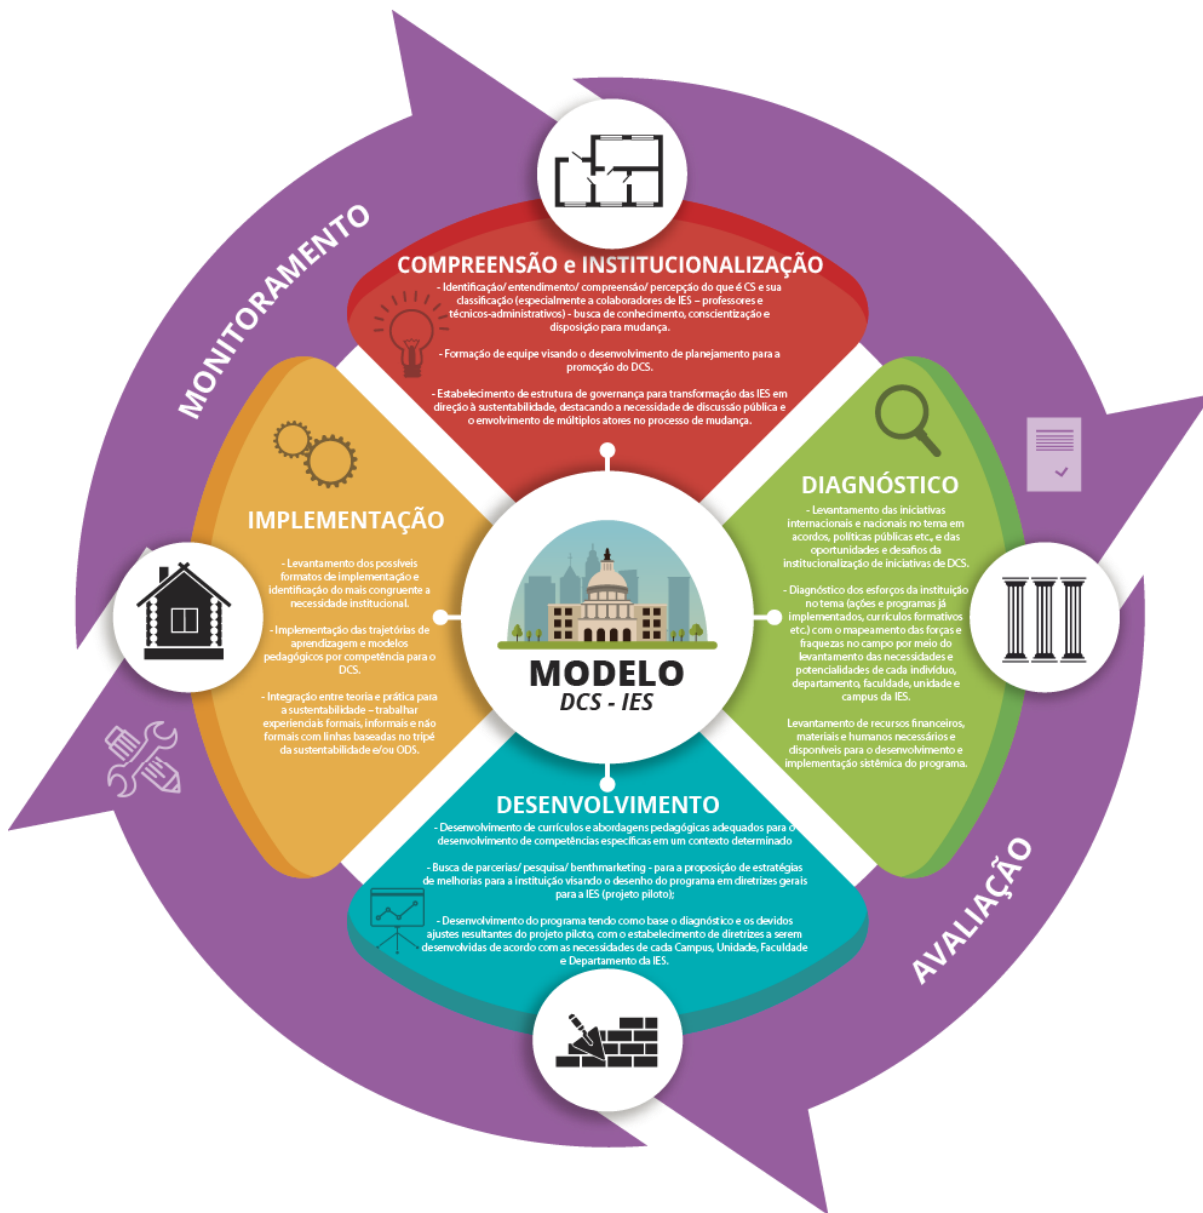 MONITORAMENTO
COMPREENSÃO e INSTITUCIONALIZAÇÃO
- Identificação/ entendimento/ compreensão/ percepção do que é CS e sua
classificação (especialmente a colaboradores de IES – professores e
técnicos-administrativos) - busca de conhecimento, conscientização e
disposição para mudança.
- Formação de equipe visando o desenvolvimento de planejamento para a
promoção do DCS.
- Estabelecimento de estrutura de governança para transformação das IES em
direção à sustentabilidade, destacando a necessidade de discussão pública e
o envolvimento de múltiplos atores no processo de mudança.
DIAGNÓSTICO
- Levantamento das iniciativas
internacionais e nacionais no tema em
acordos, políticas públicas etc., e das
oportunidades e desafios da
institucionalização de iniciativas de DCS.
- Diagnóstico dos esforços da instituição
no tema (ações e programas já
implementados, currículos formativos
etc.) com o mapeamento das forças e
fraquezas no campo por meio do
levantamento das necessidades e
potencialidades de cada indivíduo,
departamento, faculdade, unidade e
campus da IES.
Levantamento de recursos financeiros,
materiais e humanos necessários e
disponíveis para o desenvolvimento e
implementação sistêmica do programa.
IMPLEMENTAÇÃO
- Levantamento dos possíveis
formatos de implementação e
identificação do mais congruente a
necessidade institucional.
- Implementação das trajetórias de
aprendizagem e modelos
pedagógicos por competência para o
DCS.
- Integração entre teoria e prática para
a sustentabilidade – trabalhar
experienciais formais, informais e não
formais com linhas baseadas no tripé
da sustentabilidade e/ou ODS.
MODELO
DCS - IES
DESENVOLVIMENTO
- Desenvolvimento de currículos e abordagens pedagógicas adequados para o
desenvolvimento de competências específicas em um contexto determinado
- Busca de parcerias/ pesquisa/ benthmarketing - para a proposição de estratégias
de melhorias para a instituição visando o desenho do programa em diretrizes gerais
para a IES (projeto piloto);
- Desenvolvimento do programa tendo como base o diagnóstico e os devidos
ajustes resultantes do projeto piloto, com o estabelecimento de diretrizes a serem
desenvolvidas de acordo com as necessidades de cada Campus, Unidade, Faculdade
e Departamento da IES.
AVALIAÇÃO